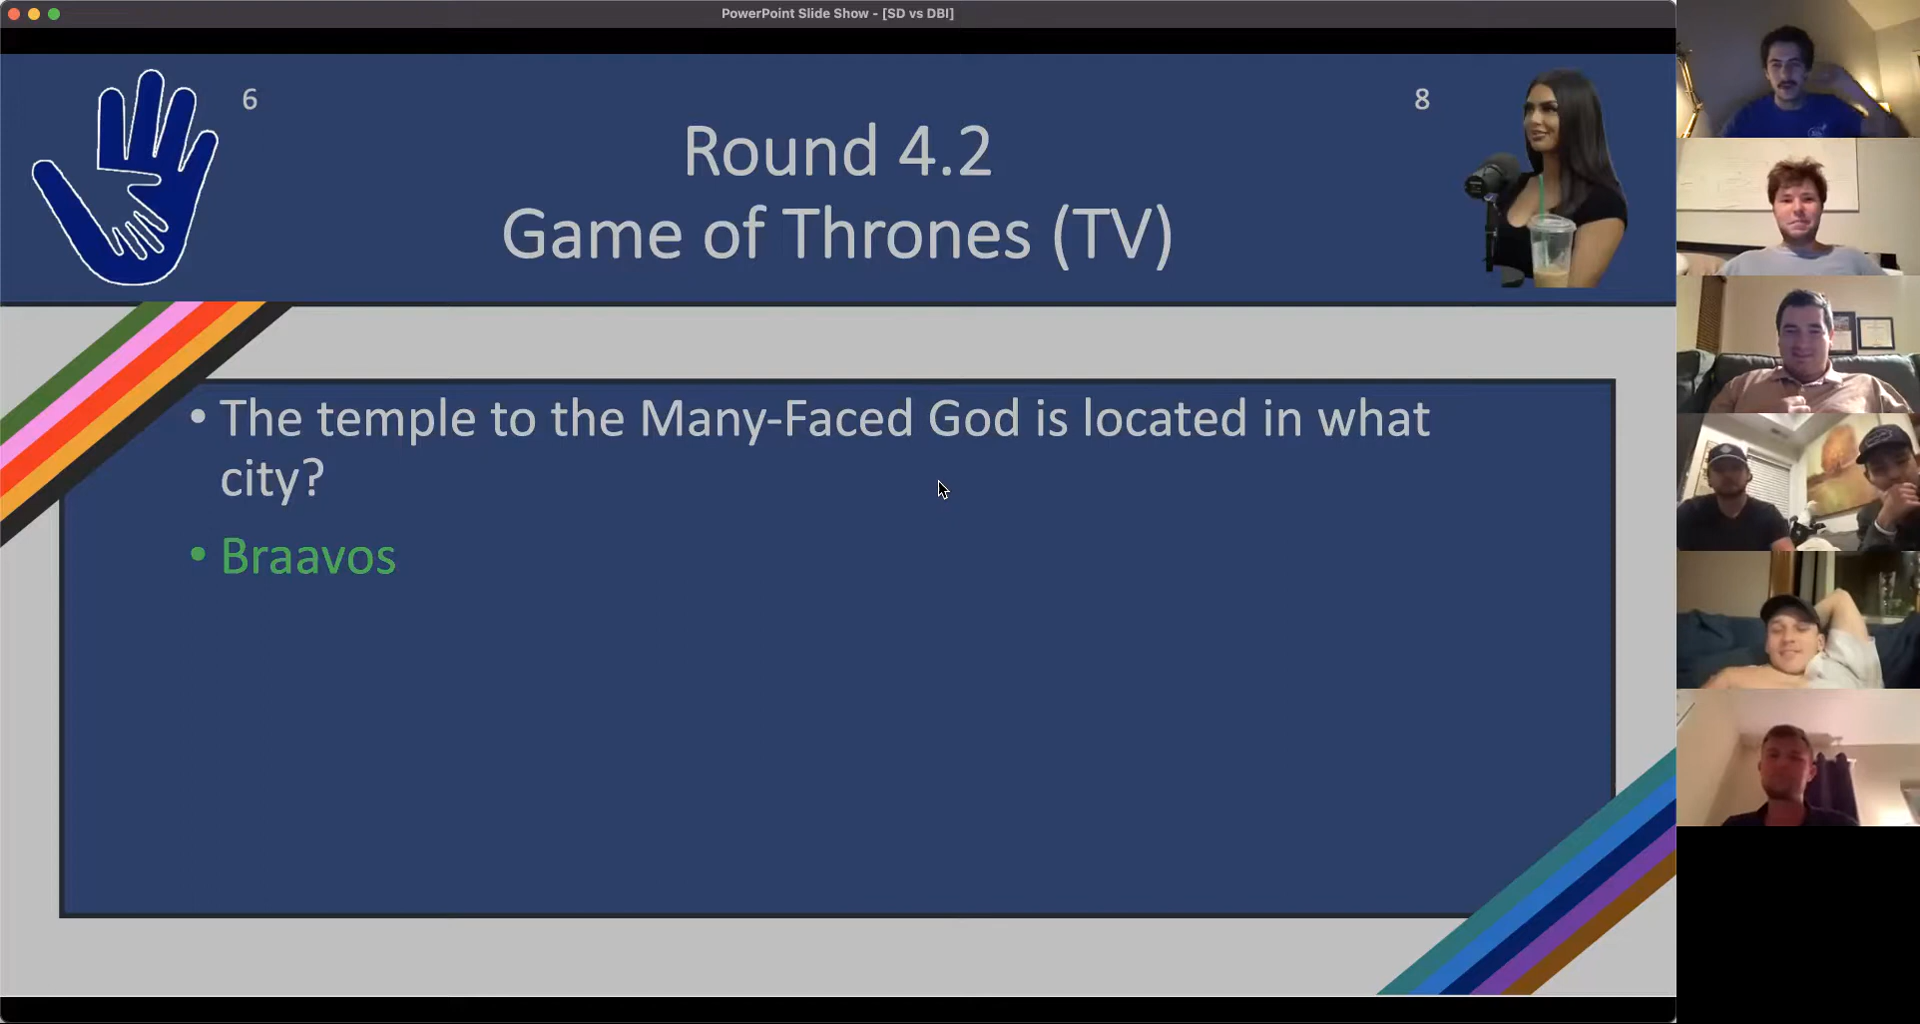 PowerPoint Slide Show - [SD vs DBI]
6
8
Round 4.2
Game of Thrones (TV)
• The temple to the Many-Faced God is located in what
city?
• Braavos